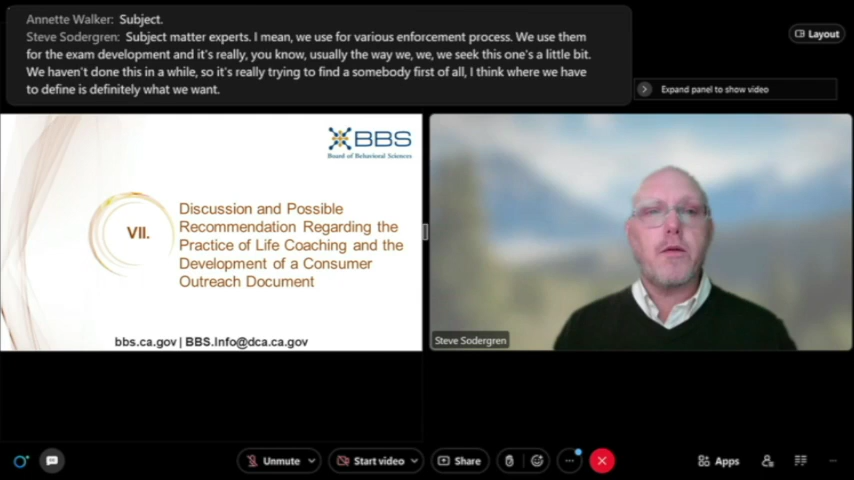 Annette Walker: Subject.
Steve Sodergren: Subject matter experts. I mean, we use for various enforcement process. We use them
for the exam development and it's really, you know, usually the way we, we, we seek this one's a little bit.
We haven't done this in a while, so it's really trying to find a somebody first of all, I think where we have
to define is definitely what we want.
Layout
Expand panel to show video
BBS
Board of Behavioral Sciences
VII.
Discussion and Possible
Recommendation Regarding the
Practice of Life Coaching and the
Development of a Consumer
Outreach Document
bbs.ca.gov | BBS.Info@dca.ca.gov
Steve Sodergren
Unmute
Start video
Share
Apps